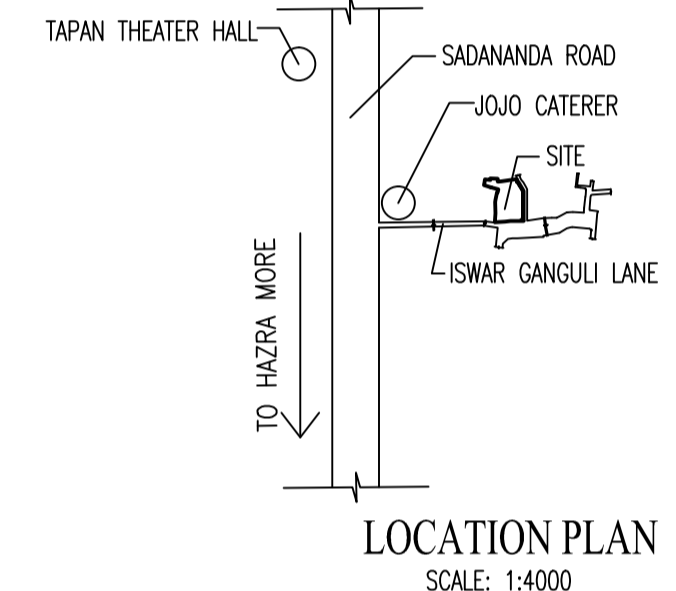 TAPAN THEATER HALL
SADANANDA ROAD
JOJO CATERER
SITE
ISWAR GANGULI LANE
TO HAZRA MORE
LOCATION PLAN
SCALE: 1:4000